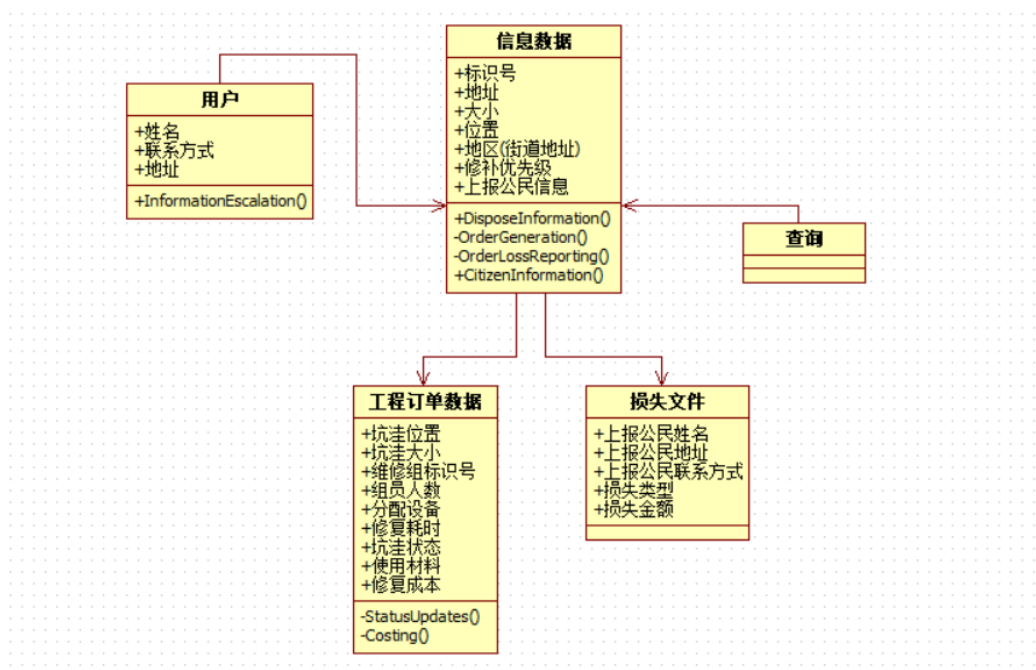 信息数据
+标识号
+地址
+大小
+位置
+地区(街道地址)
+修补优先级
+上报公民信息
+DisposeInformation()
-OrderGeneration()
-OrderLossReporting()
+CitizenInformation()
用户
+姓名
+联系方式
+地址
+InformationEscalation()
查询
工程订单数据
+坑洼位置
+坑洼大小
+维修组标识号
+组员人数
+分配设备
+修复耗时
+坑洼状态
+使用材料
+修复成本
-StatusUpdates()
-Costing()
损失文件
+上报公民姓名
+上报公民地址
+上报公民联系方式
+损失类型
+损失金额